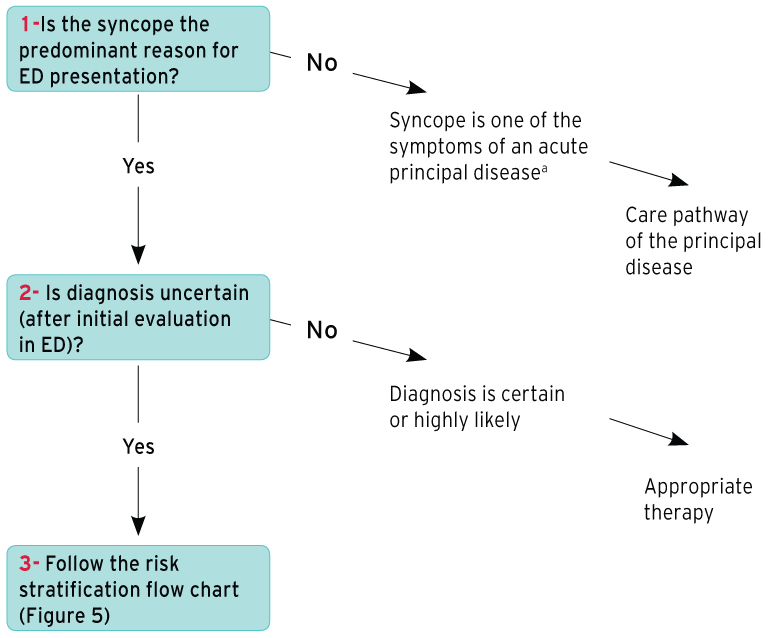 1-Is the syncope the
predominant reason for
ED presentation?
No
Syncope is one of the
symptoms of an acute
principal diseaseª
Care pathway
of the principal
disease
Yes
2- Is diagnosis uncertain
(after initial evaluation
in ED)?
No
Diagnosis is certain
or highly likely
Appropriate
therapy
Yes
3- Follow the risk
stratification flow chart
(Figure 5)